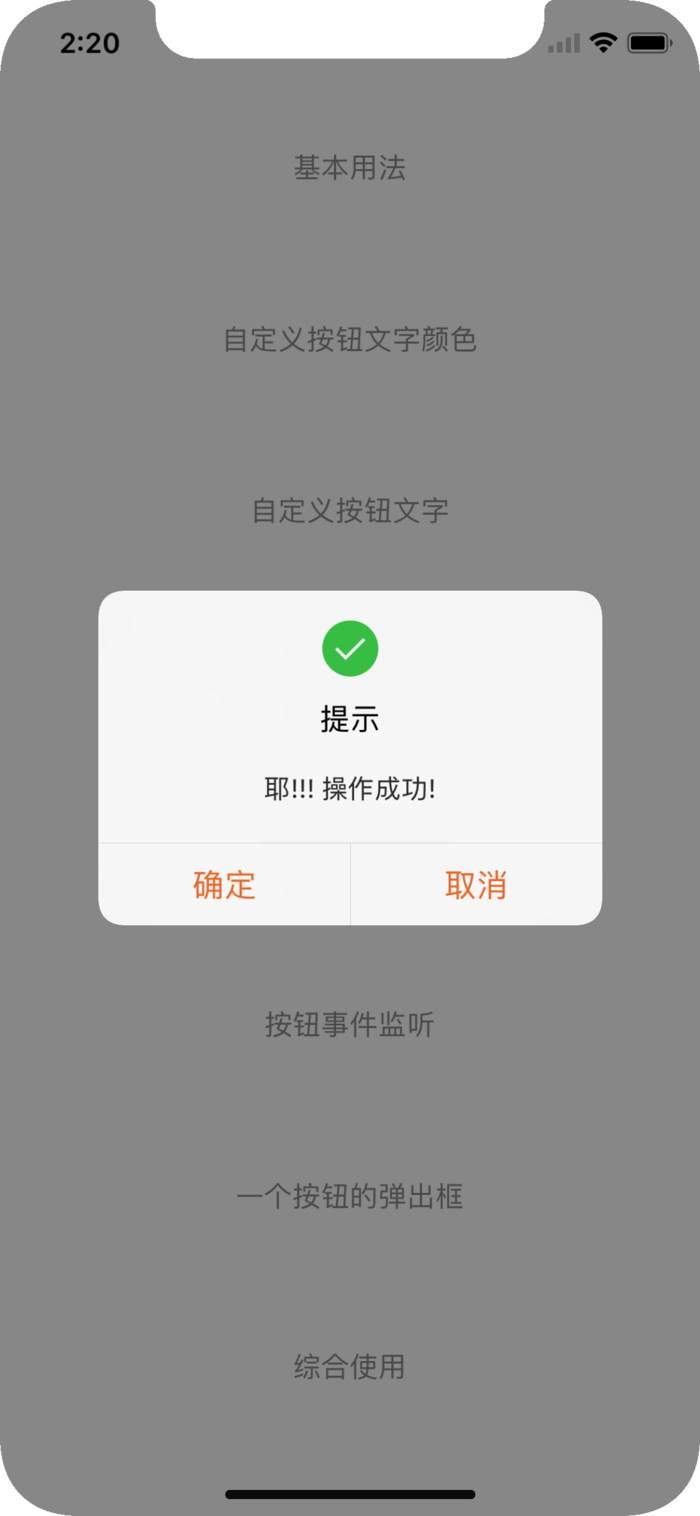 2:20
基本用法
自定义按钮文字颜色
自定义按钮文字
提示
耶!!! 操作成功!
确定
取消
按钮事件监听
一个按钮的弹出框
综合使用